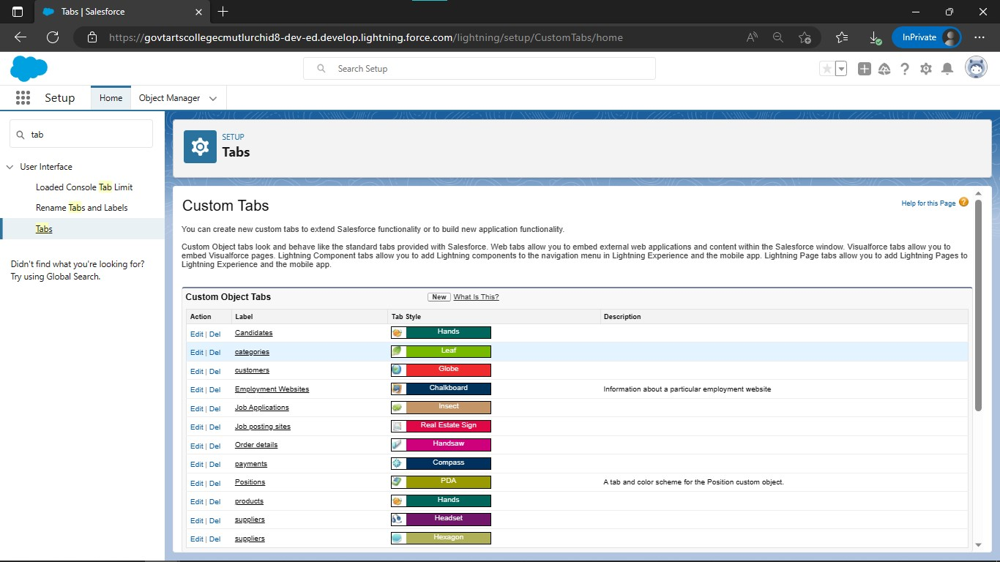 Tabs | Salesforce
https://govtartscollegecmutlurchid8-dev-ed.develop.lightning.force.com/lightning/setup/CustomTabs/home
InPrivate
Search Setup
Setup
Home
Object Manager
tab
User Interface
Loaded Console Tab Limit
Rename Tabs and Labels
Tabs
Didn't find what you're looking for?
Try using Global Search.
SETUP
Tabs
Custom Tabs
Help for this Page
You can create new custom tabs to extend Salesforce functionality or to build new application functionality.
Custom Object tabs look and behave like the standard tabs provided with Salesforce. Web tabs allow you to embed external web applications and content within the Salesforce window. Visualforce tabs allow you to
embed Visualforce pages. Lightning Component tabs allow you to add Lightning components to the navigation menu in Lightning Experience and the mobile app. Lightning Page tabs allow you to add Lightning Pages to
Lightning Experience and the mobile app.
Custom Object Tabs New What Is This?
Action Label Tab Style Description
Edit | Del Candidates Hands
Edit | Del categories Leaf
Edit | Del customers Globe
Edit | Del Employment Websites Chalkboard Information about a particular employment website
Edit | Del Job Applications Insect
Edit | Del Job posting sites Real Estate Sign
Edit | Del Order details Handsaw
Edit | Del payments Compass
Edit | Del Positions PDA A tab and color scheme for the Position custom object.
Edit | Del products Hands
Edit | Del suppliers Headset
Edit | Del suppliers Hexagon